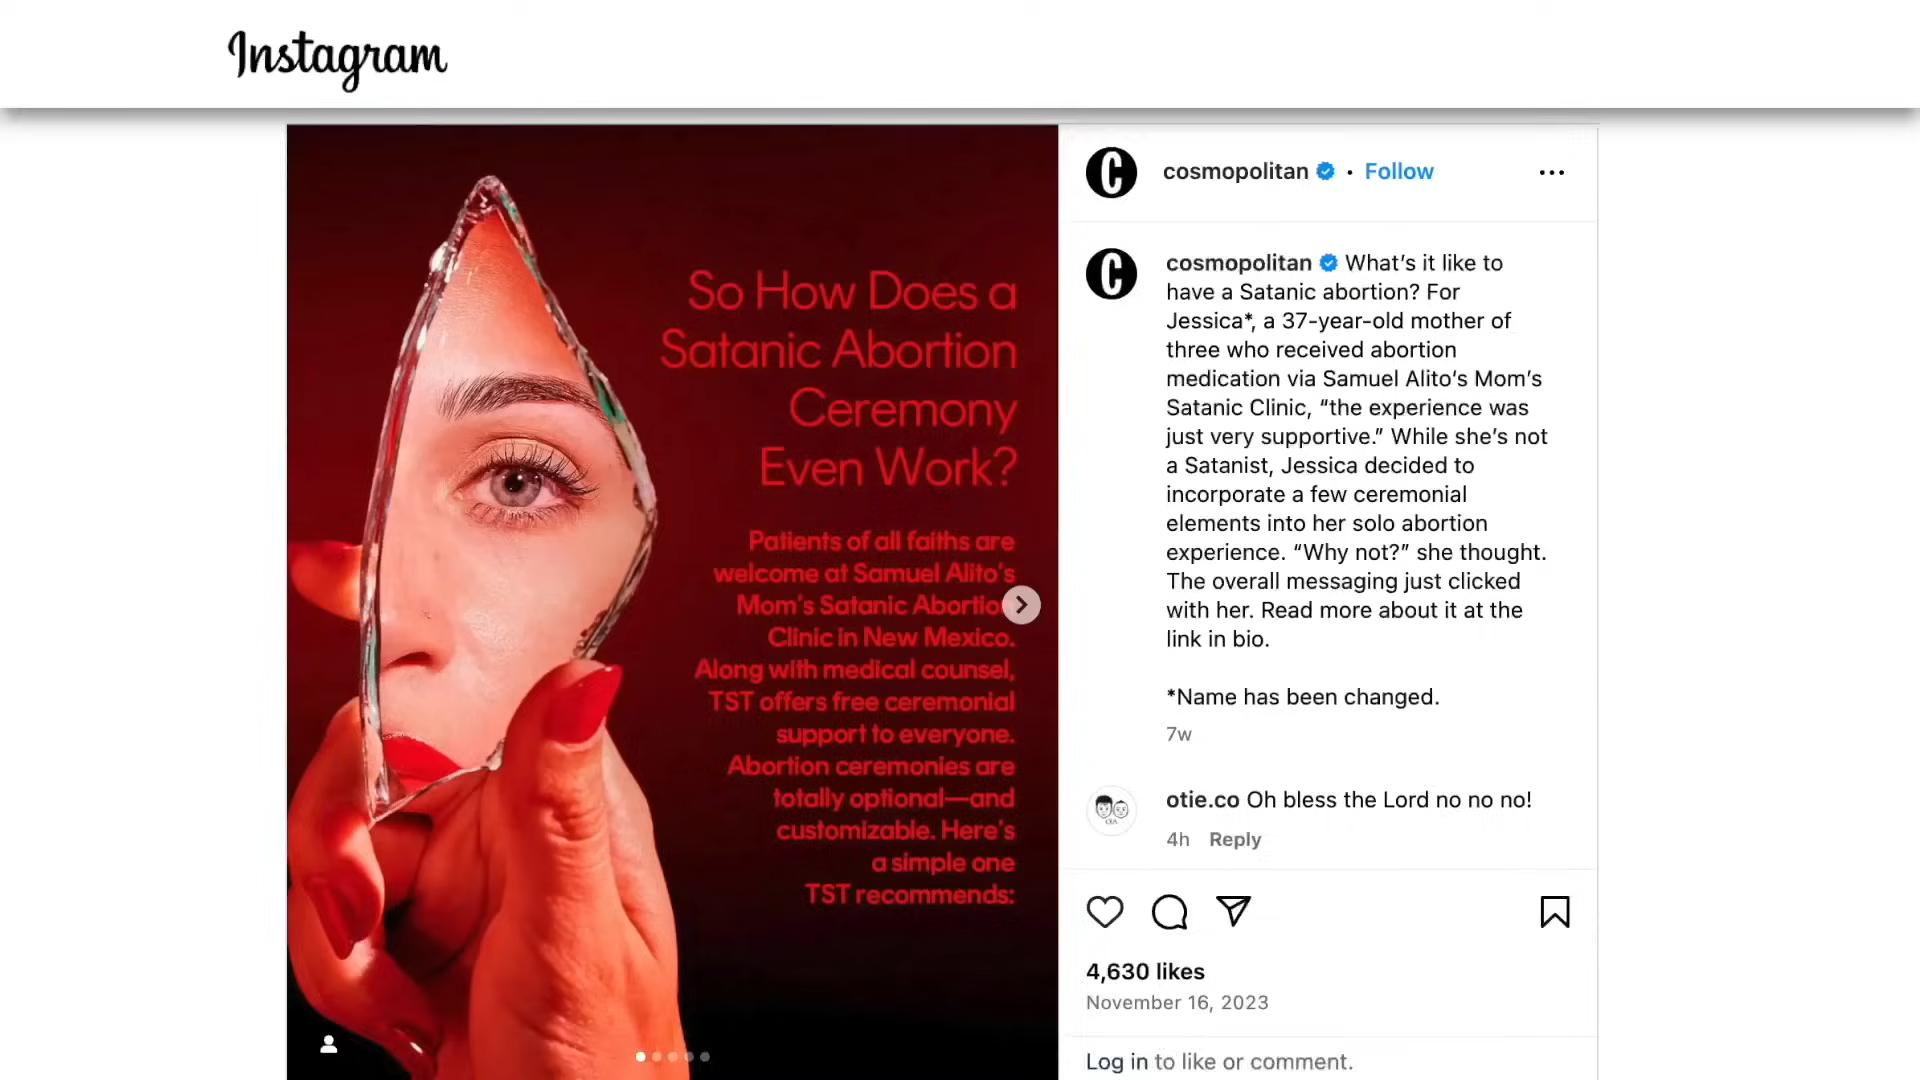 Instagram
So How Does a
Satanic Abortion
Ceremony
Even Work?
Patients of all faiths are
welcome at Samuel Alito's
Mom's Satanic Abortio
Clinic in New Mexico.
Along with medical counsel,
TST offers free ceremonial
support to everyone.
Abortion ceremonies are
totally optional—and
customizable. Here's
a simple one
TST recommends:
C
cosmopolitan • Follow
C
cosmopolitan What's it like to
have a Satanic abortion? For
Jessica*, a 37-year-old mother of
three who received abortion
medication via Samuel Alito's Mom's
Satanic Clinic, "the experience was
just very supportive." While she's not
a Satanist, Jessica decided to
incorporate a few ceremonial
elements into her solo abortion
experience. "Why not?" she thought.
The overall messaging just clicked
with her. Read more about it at the
link in bio.
*Name has been changed.
7w
otie.co Oh bless the Lord no no no!
4h Reply
4,630 likes
November 16, 2023
Log in to like or comment.